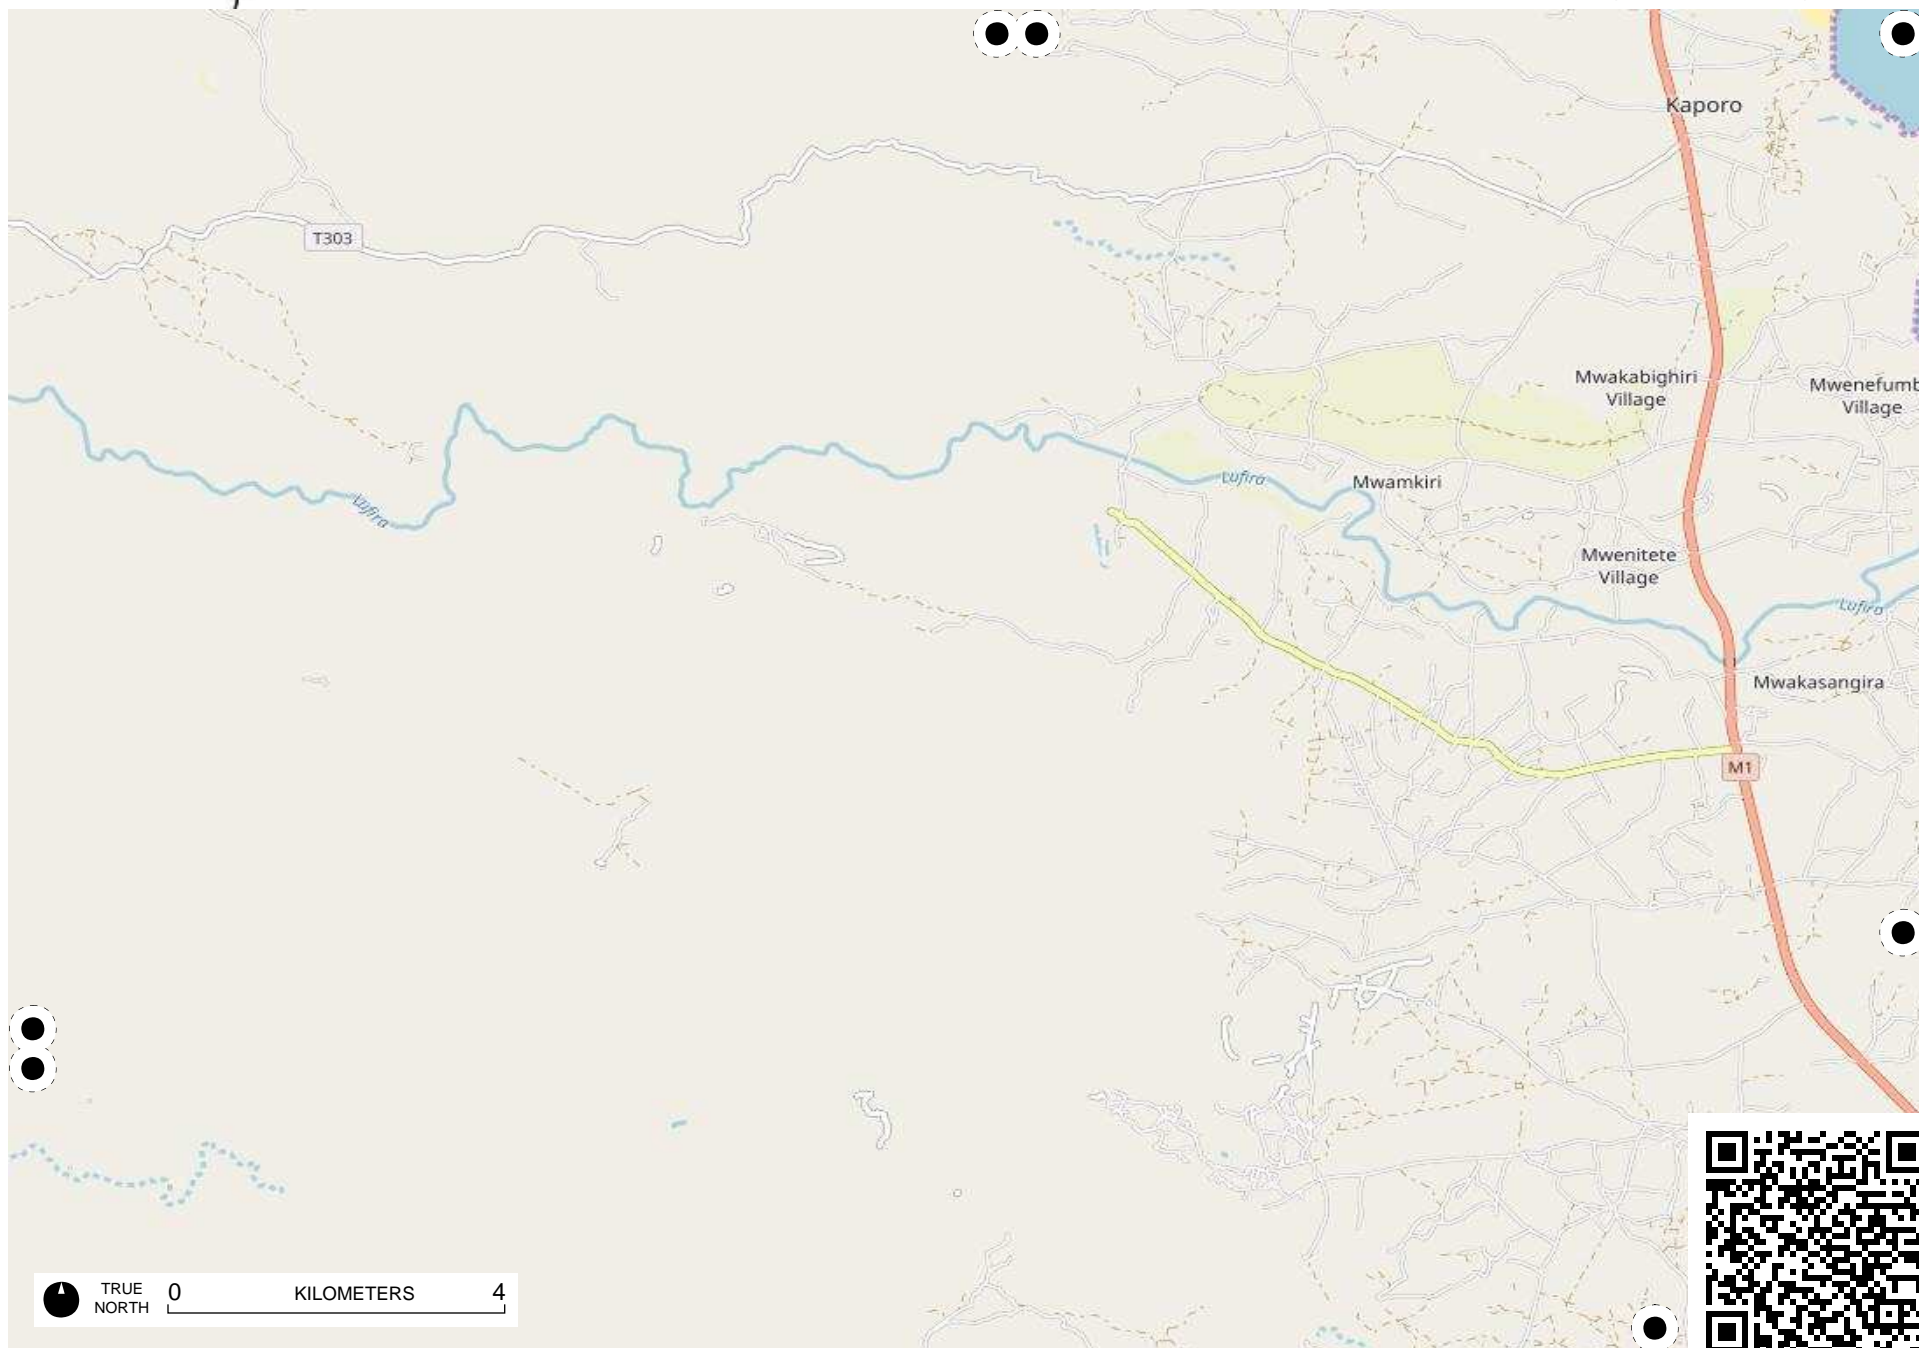 Kaporo
T303
Mwakabighiri
Village
Mwenefumb
Village
Lufira
Mwamkiri
Lufira
Mwenitete
Village
Lufira
Mwakasangira
M1
TRUE
NORTH
0 KILOMETERS 4